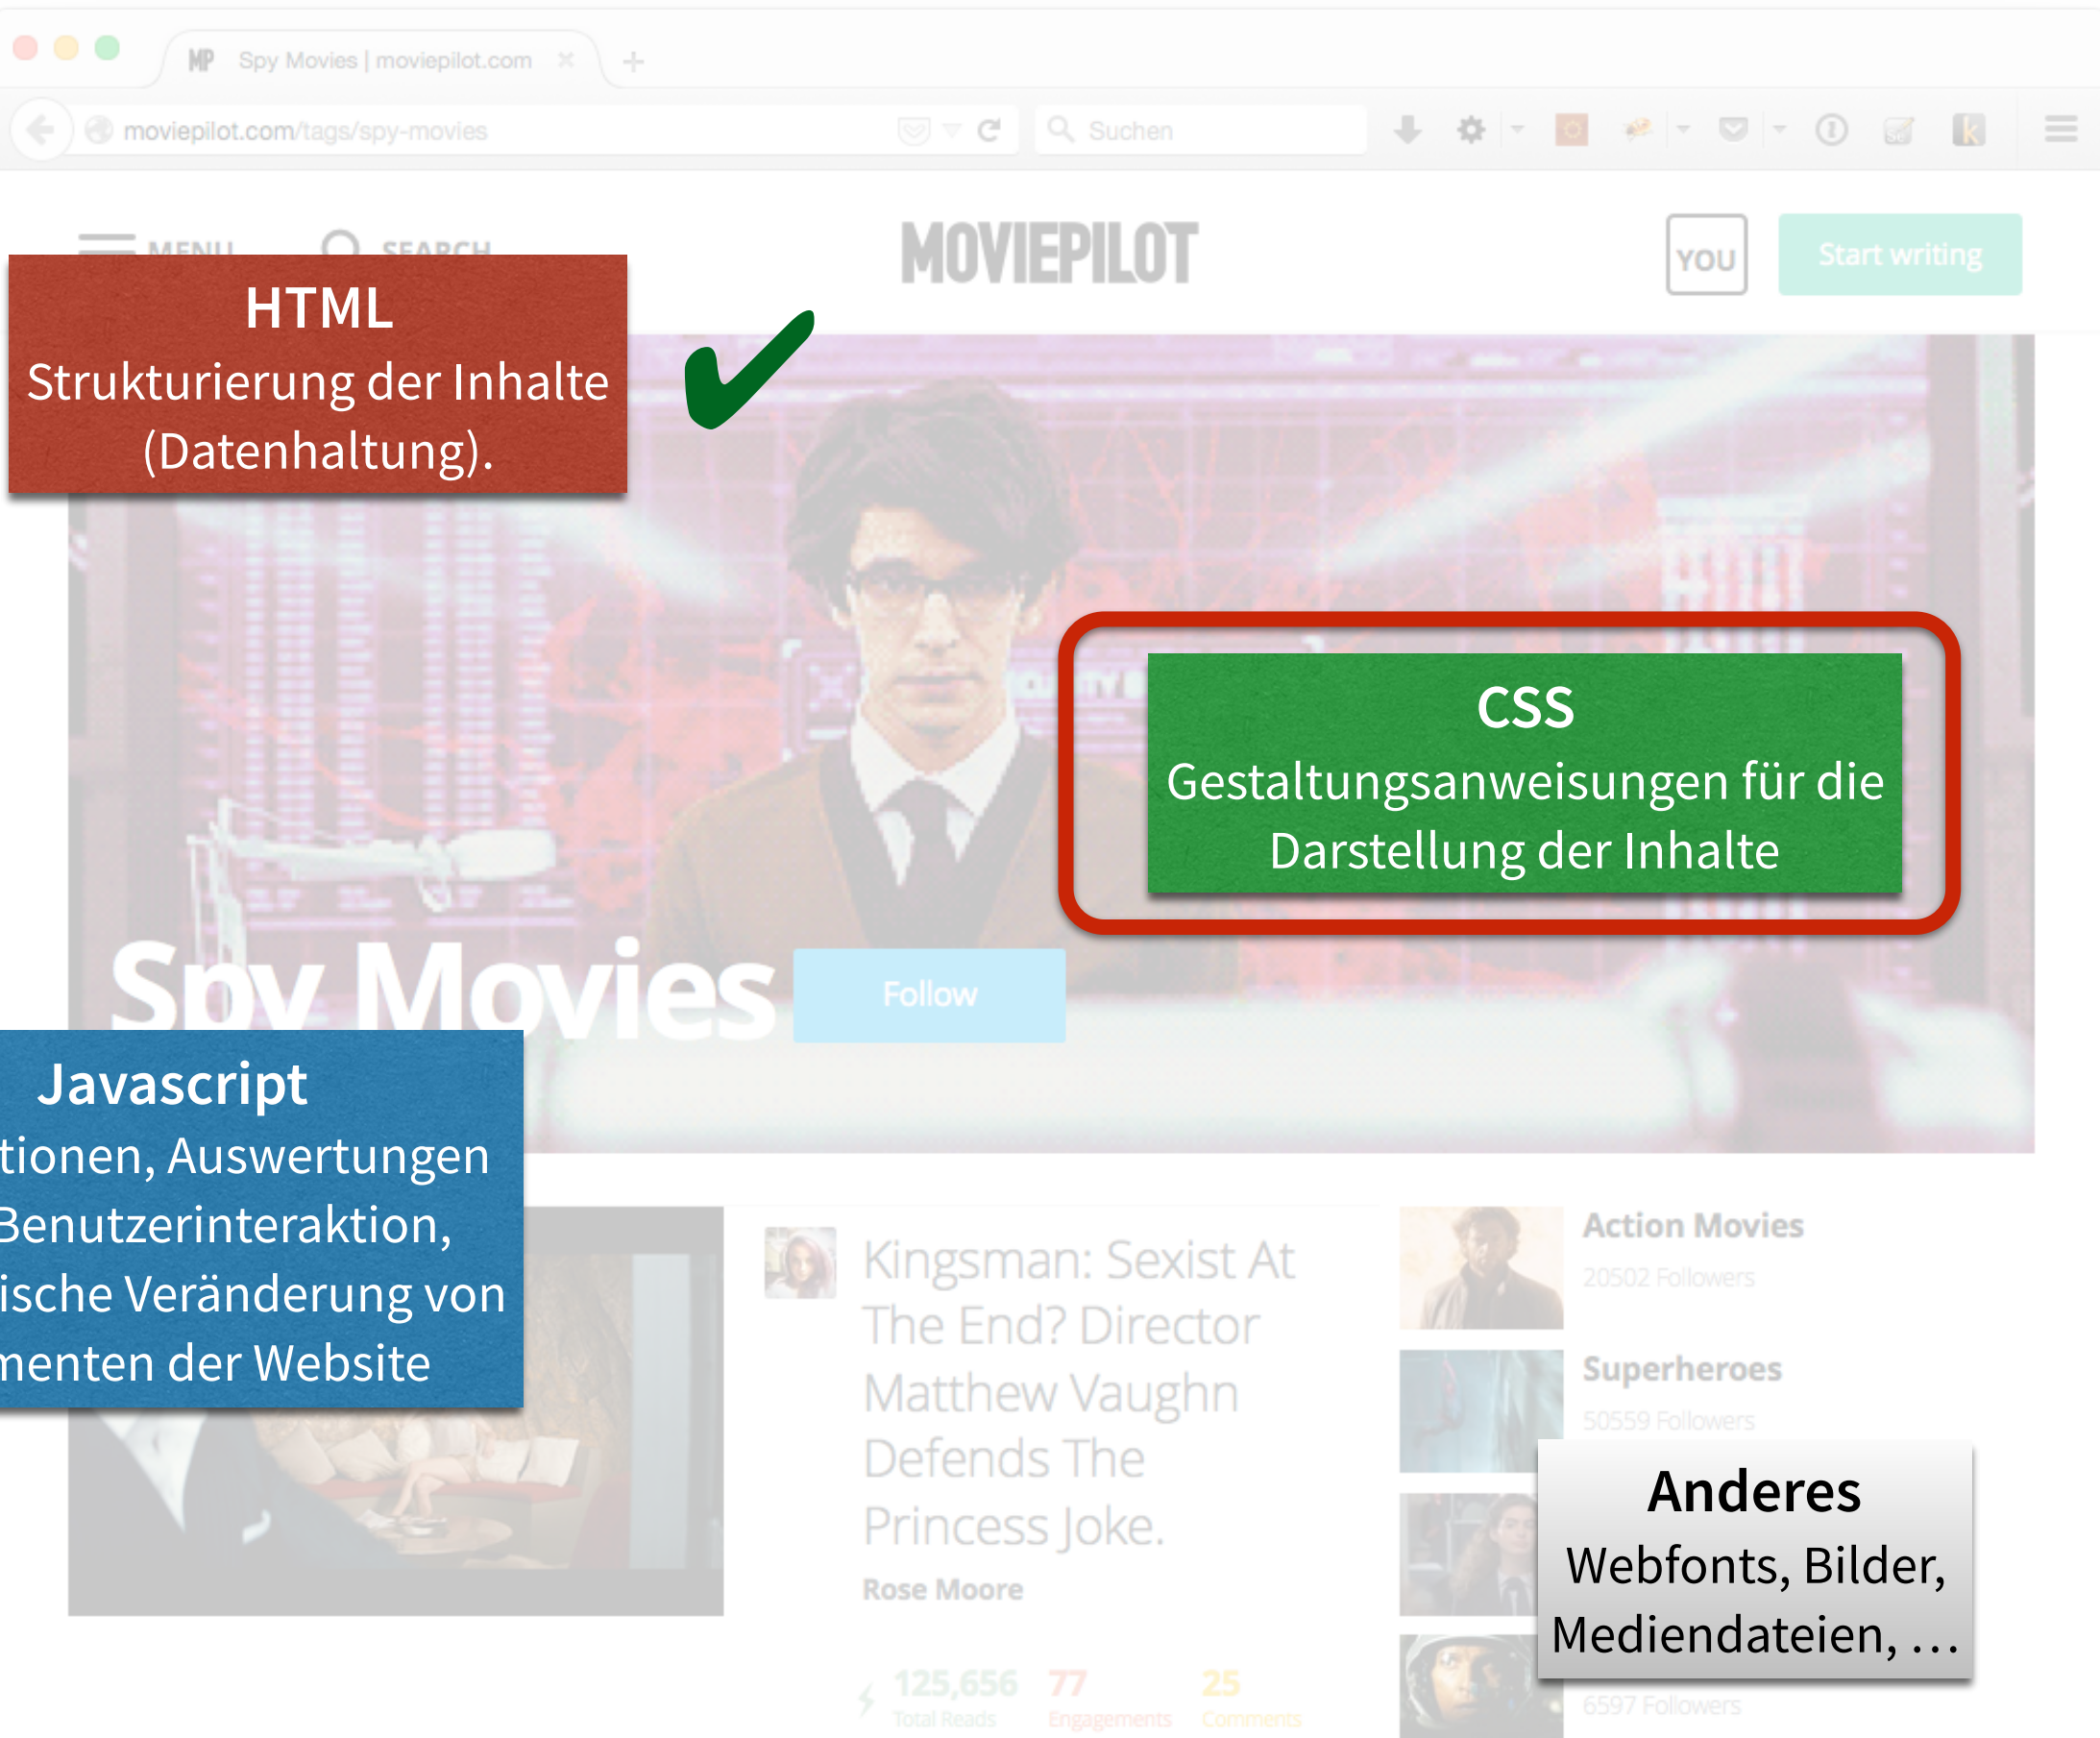 MP Spy Movies | moviepilot.com
moviepilot.com/tags/spy-movies
Suchen
MENU SEARCH
MOVIEPILOT
YOU
Start writing
HTML
Strukturierung der Inhalte
(Datenhaltung).
CSS
Gestaltungsanweisungen für die
Darstellung der Inhalte
Spy Movies
Follow
Javascript
tionen, Auswertungen
Benutzerinteraktion,
ische Veränderung von
menten der Website
Kingsman: Sexist At
The End? Director
Matthew Vaughn
Defends The
Princess Joke.
Rose Moore
125,656
Total Reads
77
Engagements
25
Comments
Action Movies
20502 Followers
Superheroes
50559 Followers
Anderes
Webfonts, Bilder,
Mediendateien, …
6597 Followers